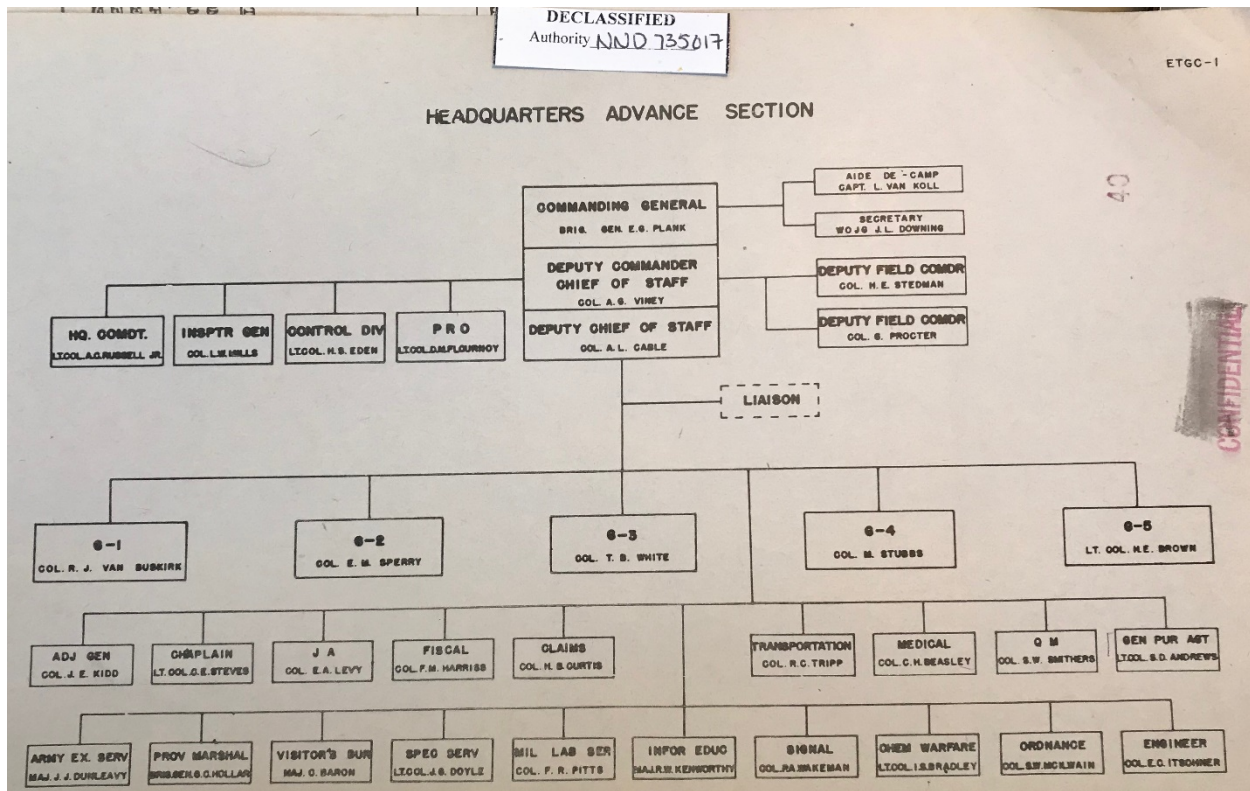 DECLASSIFIED
Authority NND 735017
ETGC-1
HEADQUARTERS ADVANCE SECTION
40
CONFIDENTIAL
COMMANDING GENERAL
BRIG. GEN. E.G. PLANK
AIDE DE-CAMP
CAPT. L. VAN KOLL
SECRETARY
WOJG J.L. DOWNING
DEPUTY COMMANDER
CHIEF OF STAFF
COL. A.G. VINEY
DEPUTY FIELD COMDR
COL. H.E. STEDMAN
DEPUTY FIELD COMDR
COL. G. PROCTER
DEPUTY CHIEF OF STAFF
COL. A.L. CABLE
HQ. COMDT.
LT.COL.A.C.RUSSELL JR.
INSPTR GEN
COL. L.W. MILLS
CONTROL DIV
LT.COL. H.S. EDEN
P R O
LT.COL.D.M.FLOURNOY
LIAISON
G-1
COL. R. J. VAN BUSKIRK
G-2
COL. E. M. SPERRY
G-3
COL. T. B. WHITE
G-4
COL. M. STUBBS
G-5
LT. COL. H.E. BROWN
ADJ GEN
COL. J. E. KIDD
CHAPLAIN
LT. COL. C. E. STEVES
J A
COL. E.A. LEVY
FISCAL
COL. F.M. HARRISS
CLAIMS
COL. H. B. CURTIS
TRANSPORTATION
COL. R.C. TRIPP
MEDICAL
COL. C.H. BEASLEY
Q M
COL. S.W. SMITHERS
GEN PUR AGT
LT.COL. S.D. ANDREWS
ARMY EX. SERV
MAJ. J. J. DUNLEAVY
PROV MARSHAL
BRIG.GEN.S.C.HOLLAR
VISITOR'S BUR
MAJ. O. BARON
SPEC SERV
LT.COL. J. G. DOYLE
MIL LAB SER
COL. F. R. PITTS
INFOR EDUC
MAJ.R.W. KENWORTHY
SIGNAL
COL.R.A.WAKEMAN
CHEM WARFARE
LT.COL I.S.BRADLEY
ORDNANCE
COL.S.W.MCILWAIN
ENGINEER
COL.E.C. ITSCHNER